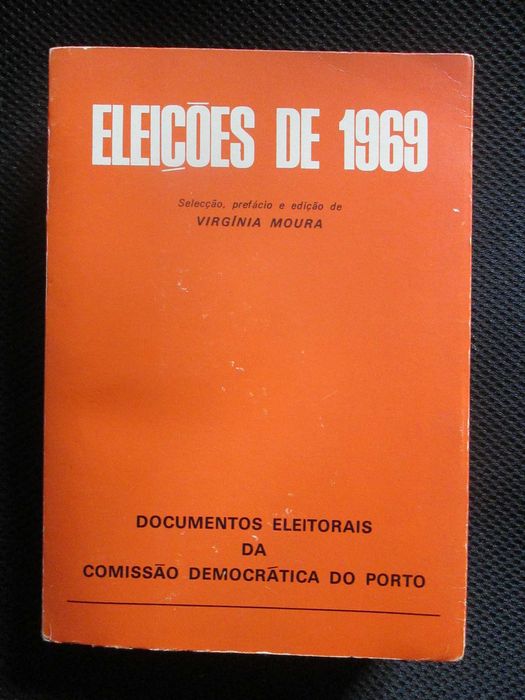 ELEIÇÕES DE 1969
Selecção, prefácio e edição de
VIRGÍNIA MOURA
DOCUMENTOS ELEITORAIS
DA
COMISSÃO DEMOCRÁTICA DO PORTO